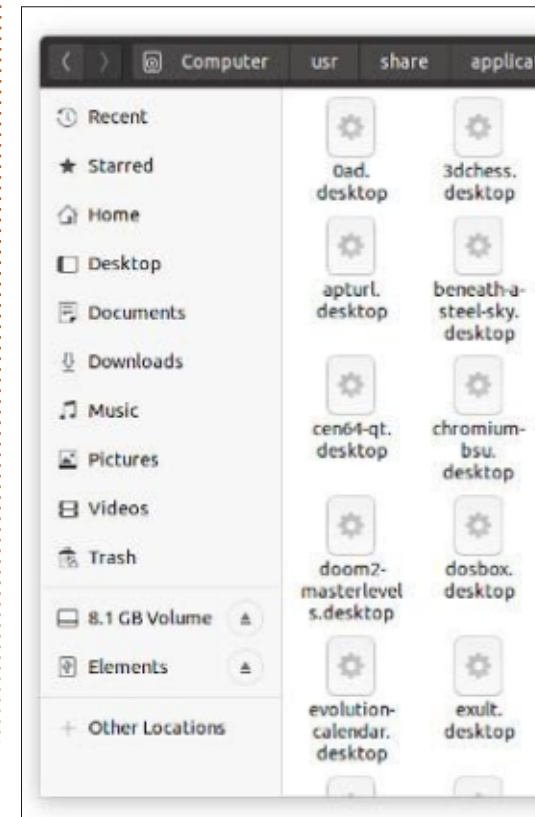 Computer usr share applica
Recent
Starred
Home
Desktop
Documents
Downloads
Music
Pictures
Videos
Trash
8.1 GB Volume
Elements
Other Locations
0ad.
desktop
3dchess.
desktop
apturl.
desktop
beneath-a-
steel-sky.
desktop
cen64-qt.
desktop
chromium-
bsu.
desktop
doom2-
masterlevel
s.desktop
dosbox.
desktop
evolution-
calendar.
desktop
exult.
desktop